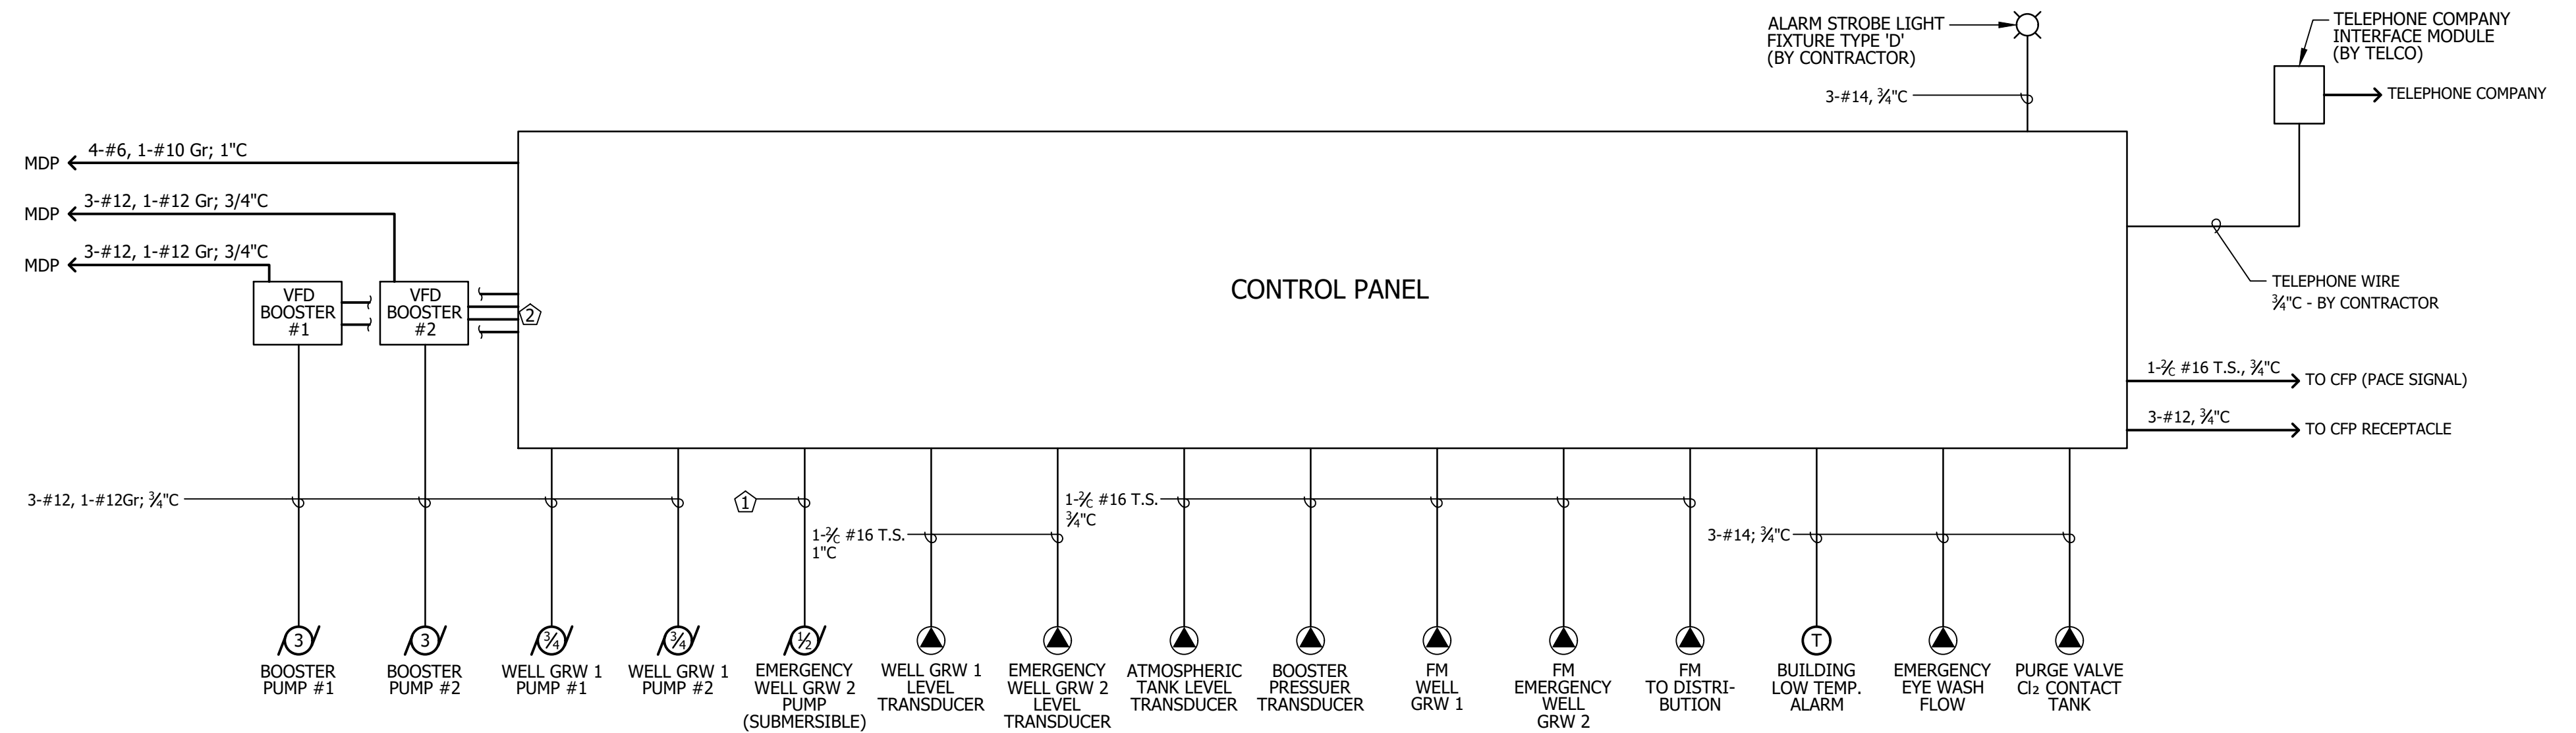 ALARM STROBE LIGHT
FIXTURE TYPE 'D'
(BY CONTRACTOR)
3-#14, ¾"C
TELEPHONE COMPANY
INTERFACE MODULE
(BY TELCO)
TELEPHONE COMPANY
MDP
4-#6, 1-#10 Gr; 1"C
MDP
3-#12, 1-#12 Gr; 3/4"C
MDP
3-#12, 1-#12 Gr; 3/4"C
VFD
BOOSTER
#1
VFD
BOOSTER
#2
2
CONTROL PANEL
TELEPHONE WIRE
¾"C - BY CONTRACTOR
1-2/C #16 T.S., ¾"C
TO CFP (PACE SIGNAL)
3-#12, ¾"C
TO CFP RECEPTACLE
3-#12, 1-#12Gr; ¾"C
1
1-2/C #16 T.S.
1"C
1-2/C #16 T.S.
¾"C
3-#14; ¾"C
3
BOOSTER
PUMP #1
3
BOOSTER
PUMP #2
¾
WELL GRW 1
PUMP #1
¾
WELL GRW 1
PUMP #2
½
EMERGENCY
WELL GRW 2
PUMP
(SUBMERSIBLE)
WELL GRW 1
LEVEL
TRANSDUCER
EMERGENCY
WELL GRW 2
LEVEL
TRANSDUCER
ATMOSPHERIC
TANK LEVEL
TRANSDUCER
BOOSTER
PRESSUER
TRANSDUCER
FM
WELL
GRW 1
FM
EMERGENCY
WELL
GRW 2
FM
TO DISTRI-
BUTION
T
BUILDING
LOW TEMP.
ALARM
EMERGENCY
EYE WASH
FLOW
PURGE VALVE
Cl₂ CONTACT
TANK